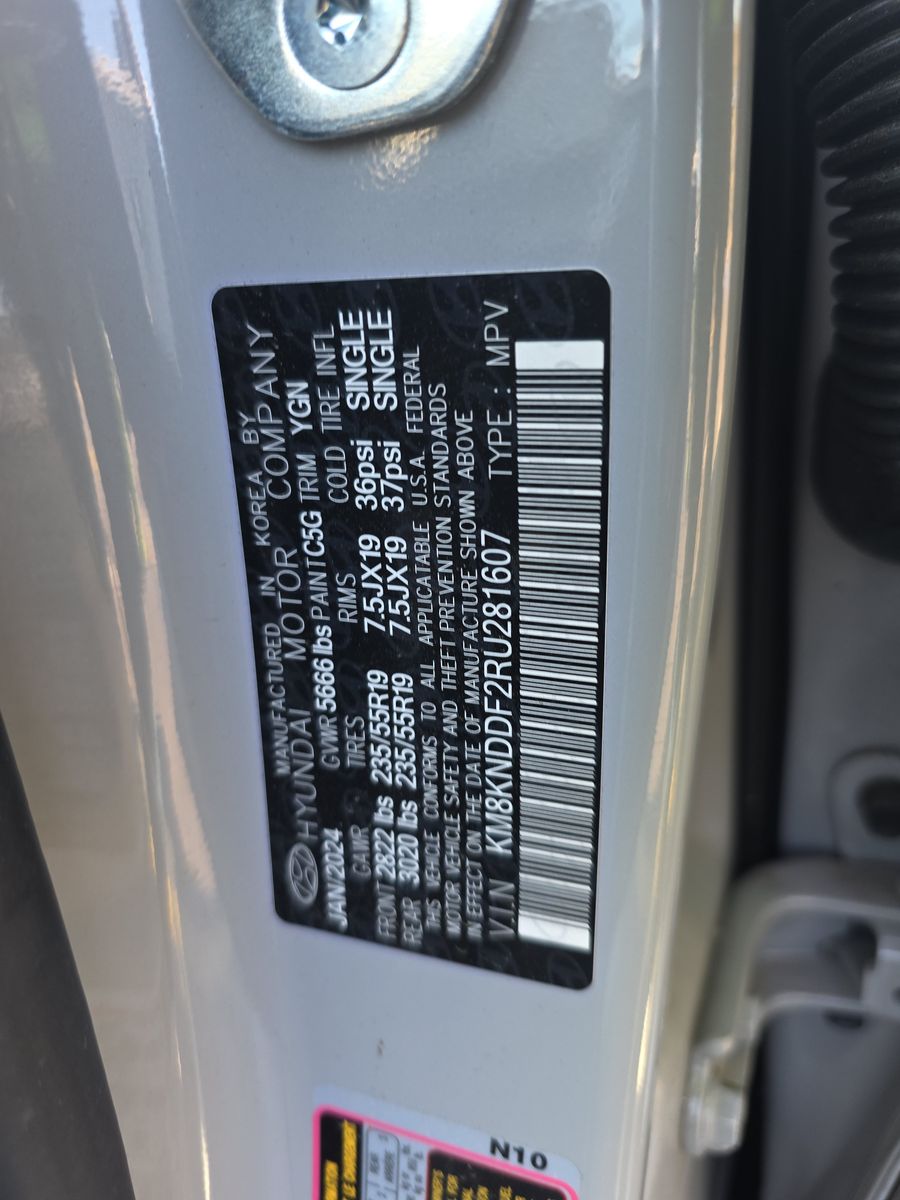 MANUFACTURED IN KOREA BY
HYUNDAI MOTOR COMPANY
JAN/2024 GVWR 5666 lbs PAINT C5G TRIM YGN
GAWR TIRES RIMS COLD TIRE INFL
FRONT 2822 lbs 235/55R19 7.5JX19 36psi SINGLE
REAR 3020 lbs 235/55R19 7.5JX19 37psi SINGLE
THIS VEHICLE CONFORMS TO ALL APPLICATABLE U.S.A. FEDERAL
MOTOR VEHICLE SAFETY AND THEFT PREVENTION STANDARDS
IN EFFECT ON THE DATE OF MANUFACTURE SHOWN ABOVE
VIN KM8KNDDF2RU281607 TYPE : MPV
N10